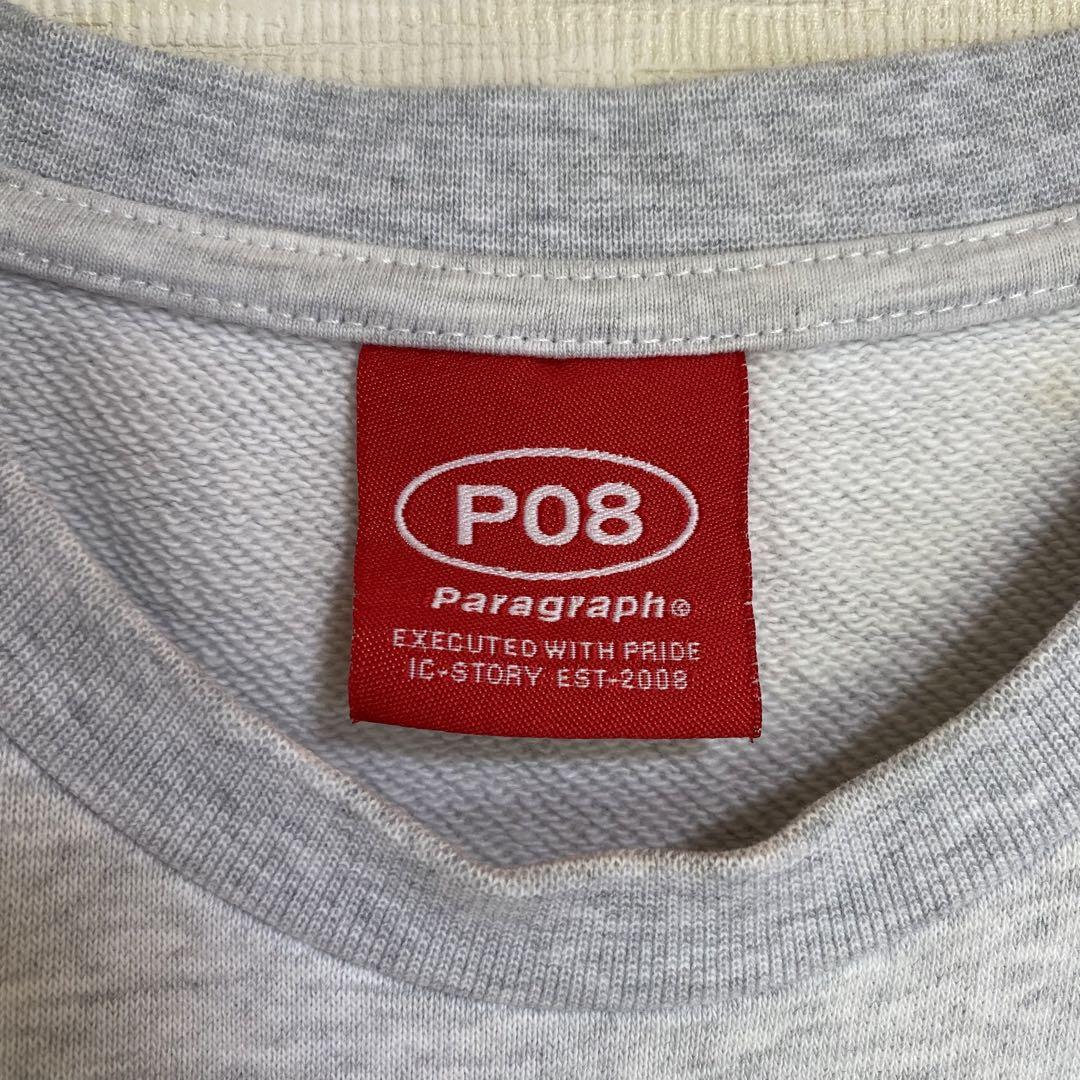 P08
Paragraph®
EXECUTED WITH PRIDE
IC-STORY EST-2008